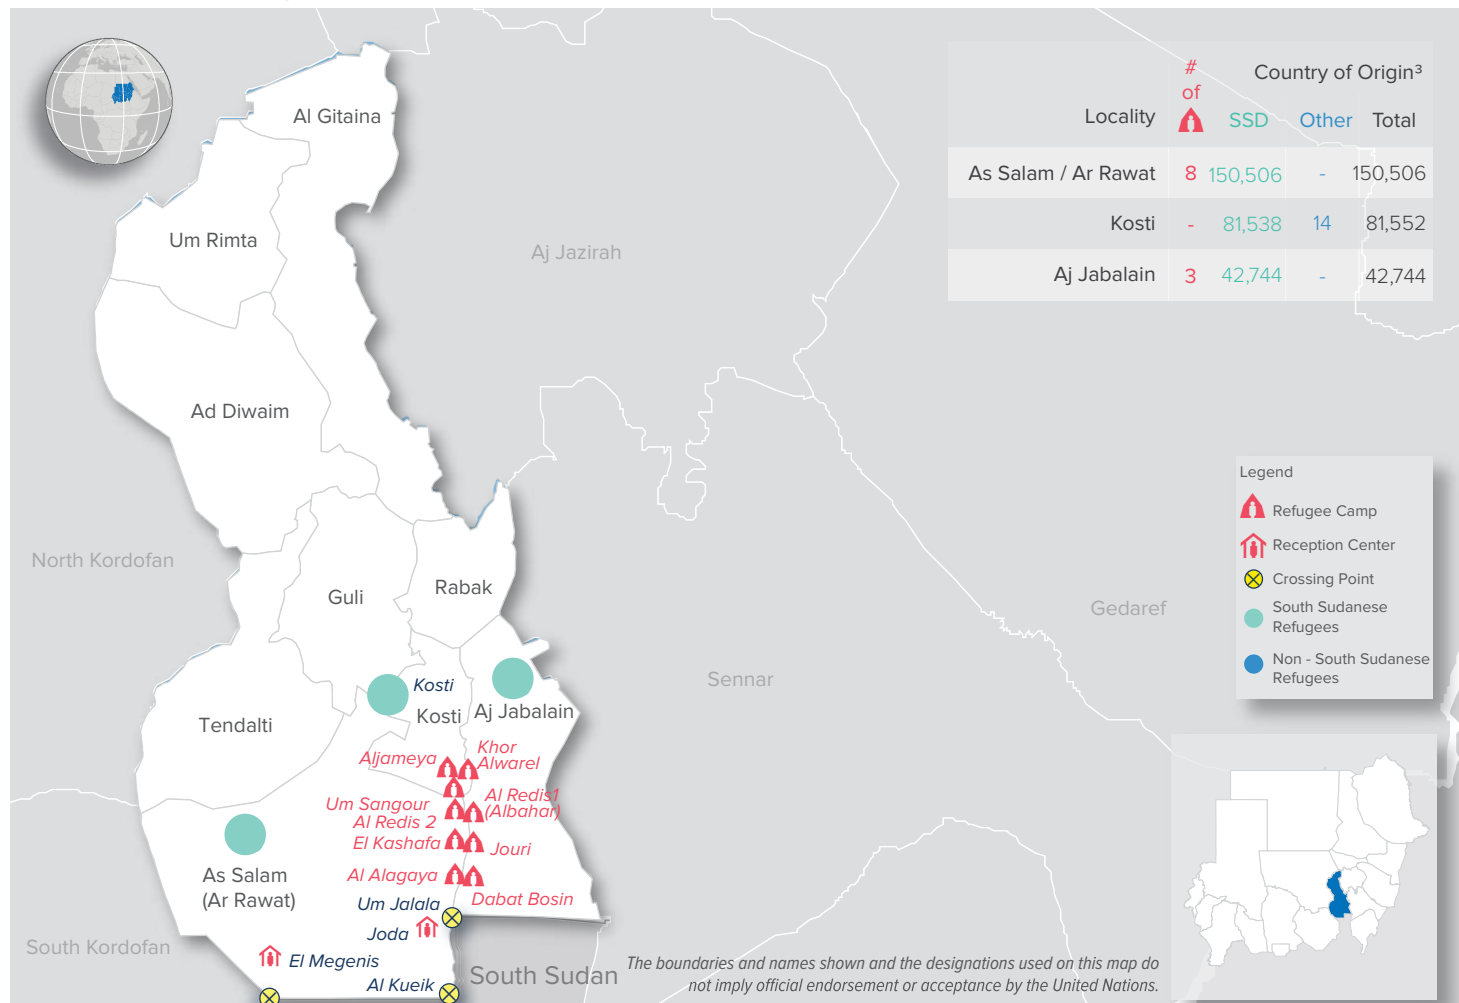 #
of
Country of Origin³
Locality
SSD
Other
Total
As Salam / Ar Rawat 8 150,506 - 150,506
Kosti - 81,538 14 81,552
Aj Jabalain 3 42,744 - 42,744
Al Gitaina
Um Rimta
Aj Jazirah
Ad Diwaim
North Kordofan
Guli
Rabak
Gedaref
Sennar
Tendalti
Kosti
Kosti
Aj Jabalain
Aljameya
Khor
Alwarel
Um Sangour
Al Redis1
(Albahar)
Al Redis 2
El Kashafa
Jouri
Al Alagaya
Dabat Bosin
As Salam
(Ar Rawat)
Um Jalala
Joda
El Megenis
Al Kueik
South Kordofan
South Sudan
Legend
Refugee Camp
Reception Center
Crossing Point
South Sudanese
Refugees
Non - South Sudanese
Refugees
The boundaries and names shown and the designations used on this map do
not imply official endorsement or acceptance by the United Nations.